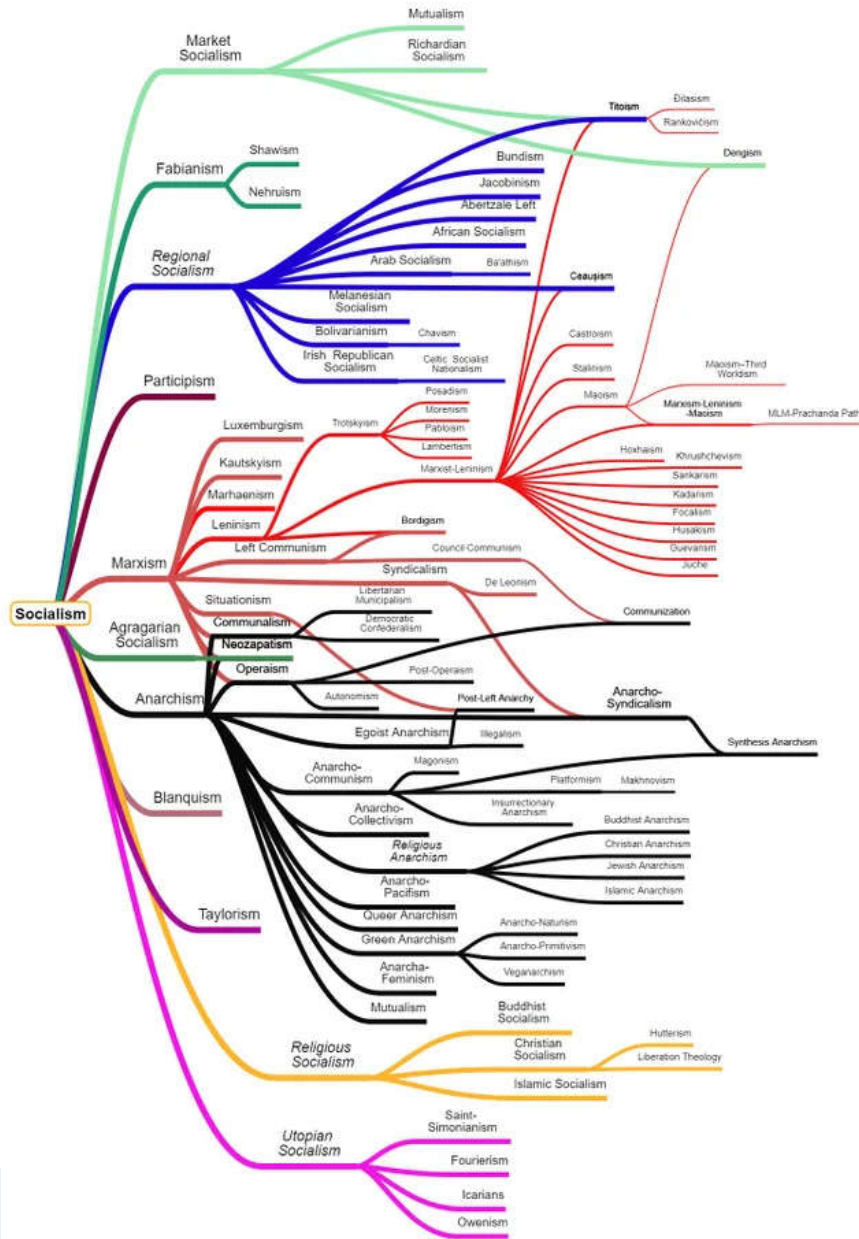 Mutualism
Market
Socialism
Richardian
Socialism
Titoism
Đilasism
Rankovićism
Dengism
Fabianism
Shawism
Nehruism
Regional
Socialism
Bundism
Jacobinism
Abertzale Left
African Socialism
Arab Socialism
Ba'athism
Ceaușism
Melanesian
Socialism
Bolivarianism
Chavism
Irish Republican
Socialism
Celtic Socialist
Nationalism
Participism
Castroism
Stalinism
Maoism
Maoism–Third
Worldism
Marxism-Leninism
-Maoism
MLM-Prachanda Path
Posadism
Morenism
Trotskyism
Pabloism
Lambertism
Luxemburgism
Kautskyism
Marhaenism
Leninism
Left Communism
Marxist-Leninism
Hoxhaism
Khrushchevism
Sankarism
Kadarism
Focalism
Husakism
Guevarism
Juche
Bordigism
Council Communism
Marxism
Syndicalism
De Leonism
Situationism
Libertarian
Municipalism
Communalism
Democratic
Confederalism
Communization
Socialism
Agragarian
Socialism
Neozapatism
Operaism
Post-Operaism
Autonomism
Anarchism
Post-Left Anarchy
Egoist Anarchism
Illegalism
Anarcho-
Syndicalism
Synthesis Anarchism
Anarcho-
Communism
Magonism
Platformism
Makhnovism
Insurrectionary
Anarchism
Blanquism
Anarcho-
Collectivism
Religious
Anarchism
Buddhist Anarchism
Christian Anarchism
Jewish Anarchism
Islamic Anarchism
Anarcho-
Pacifism
Queer Anarchism
Green Anarchism
Anarcho-Naturism
Anarcho-Primitivism
Veganarchism
Taylorism
Anarcha-
Feminism
Mutualism
Religious
Socialism
Buddhist
Socialism
Christian
Socialism
Hutterism
Liberation Theology
Islamic Socialism
Utopian
Socialism
Saint-
Simonianism
Fourierism
Icarians
Owenism